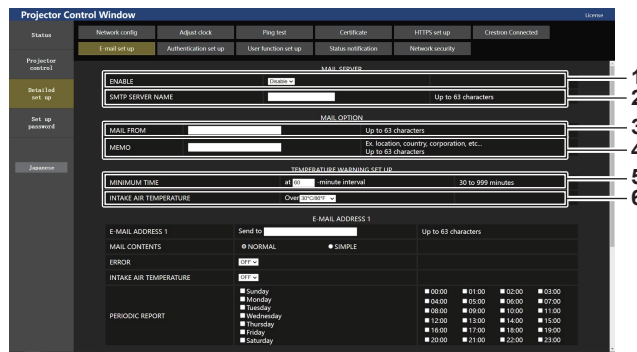 Projector Control Window
License
Status
Network config
Adjust clock
Ping test
Certificate
HTTPS set up
Crestron Connected
E-mail set up
Authentication set up
User function set up
Status notification
Network security
Projector
control
Detailed
set up
Set up
password
Japanese
MAIL SERVER
ENABLE
Disable
1
SMTP SERVER NAME
Up to 63 characters
2
MAIL OPTION
MAIL FROM
Up to 63 characters
3
MEMO
Ex. location, country, corporation, etc...
Up to 63 characters
4
TEMPERATURE WARNING SET UP
MINIMUM TIME
at 60 -minute interval
30 to 999 minutes
5
INTAKE AIR TEMPERATURE
Over 30°C/86°F
6
E-MAIL ADDRESS 1
E-MAIL ADDRESS 1
Send to
Up to 63 characters
MAIL CONTENTS
NORMAL
SIMPLE
ERROR
OFF
INTAKE AIR TEMPERATURE
OFF
PERIODIC REPORT
Sunday
Monday
Tuesday
Wednesday
Thursday
Friday
Saturday
00:00 01:00 02:00 03:00
04:00 05:00 06:00 07:00
08:00 09:00 10:00 11:00
12:00 13:00 14:00 15:00
16:00 17:00 18:00 19:00
20:00 21:00 22:00 23:00